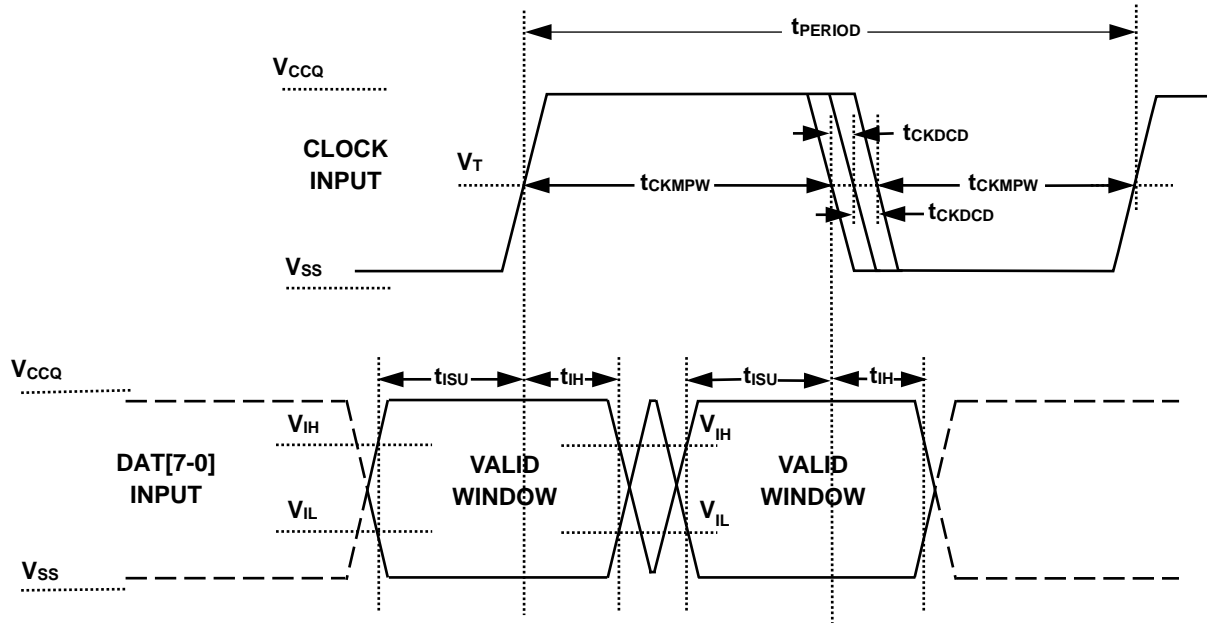 tPERIOD
VCCQ
CLOCK
INPUT
VT
tCKDCD
tCKMPW
tCKMPW
tCKDCD
VSS
VCCQ
tISU
tIH
tISU
tIH
VIH
VIH
DAT[7-0]
INPUT
VALID
WINDOW
VALID
WINDOW
VIL
VIL
VSS